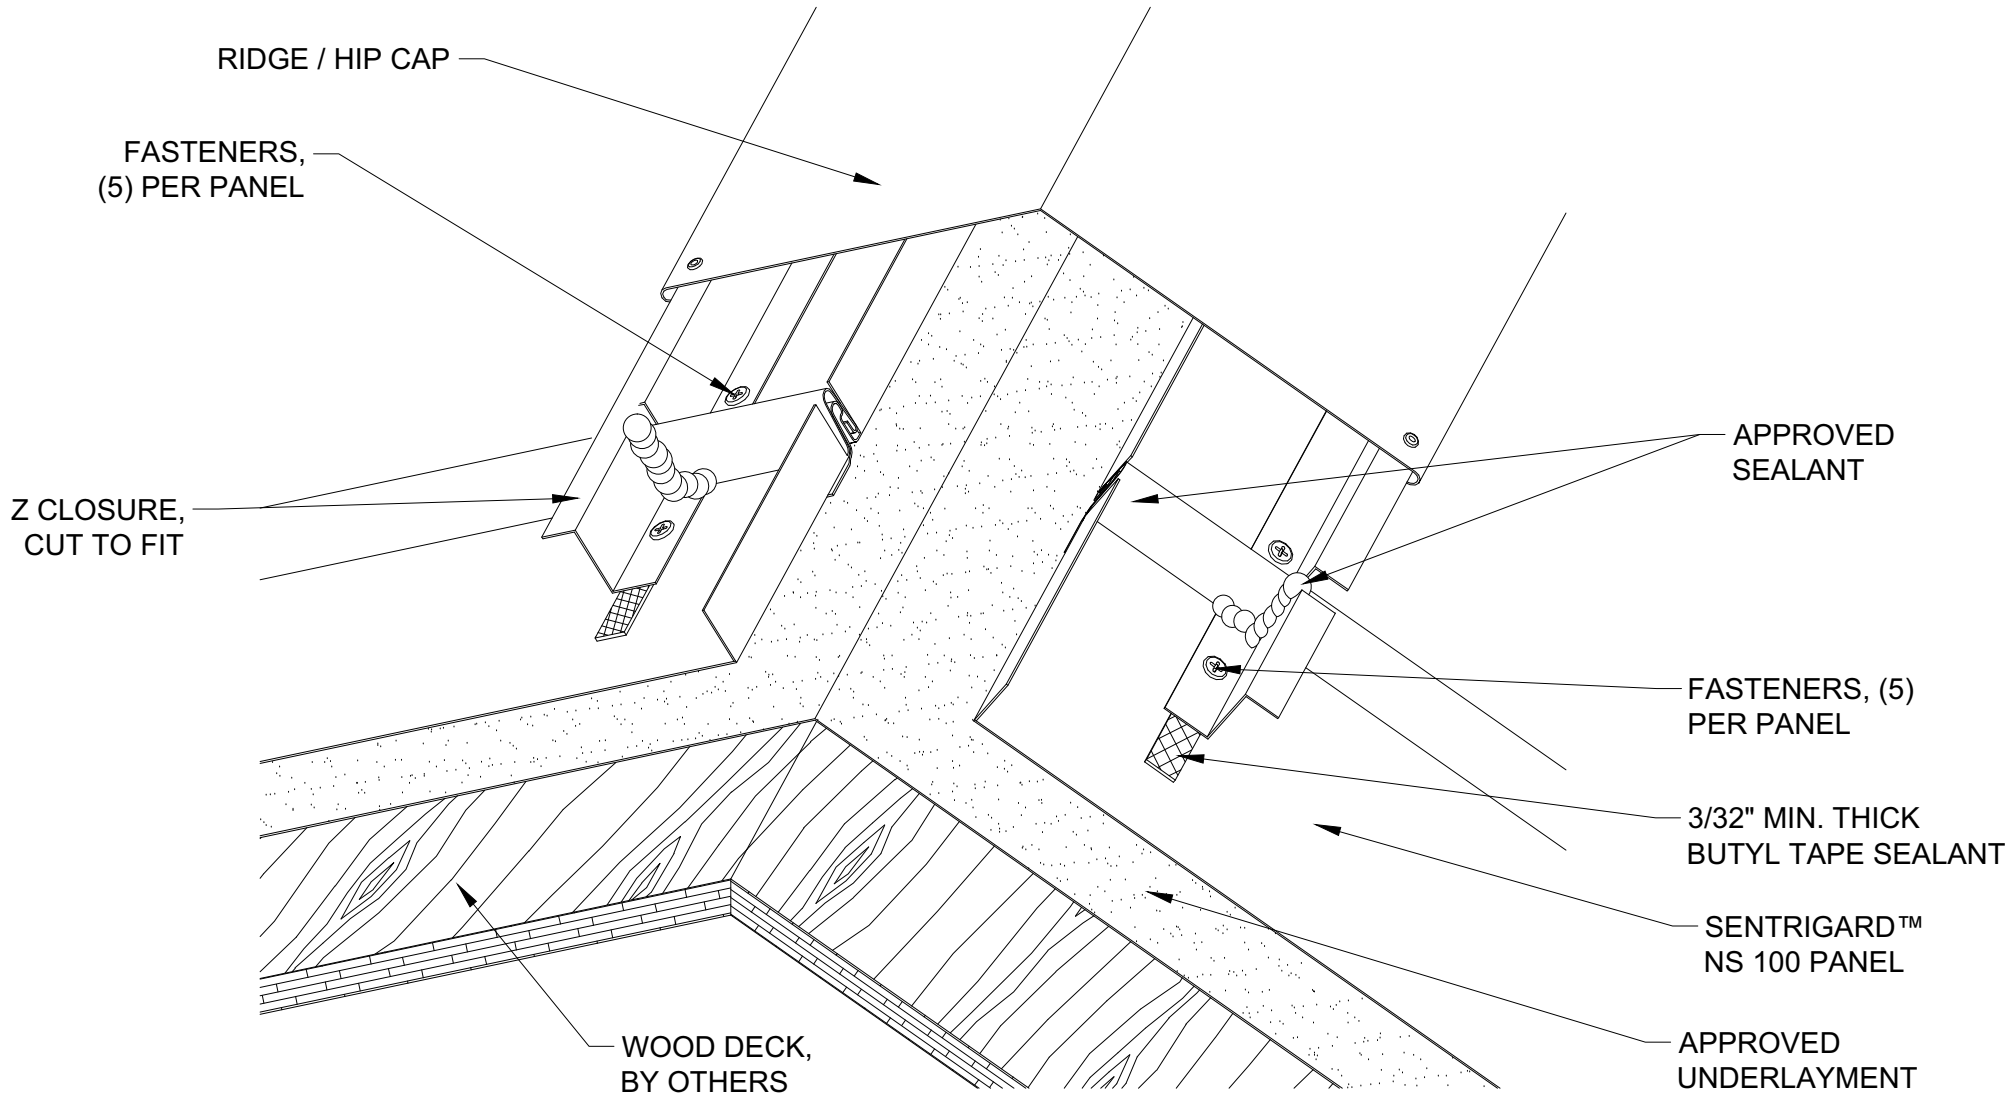 RIDGE / HIP CAP
FASTENERS,
(5) PER PANEL
Z CLOSURE,
CUT TO FIT
APPROVED
SEALANT
FASTENERS, (5)
PER PANEL
3/32" MIN. THICK
BUTYL TAPE SEALANT
SENTRIGARD™
NS 100 PANEL
APPROVED
UNDERLAYMENT
WOOD DECK,
BY OTHERS